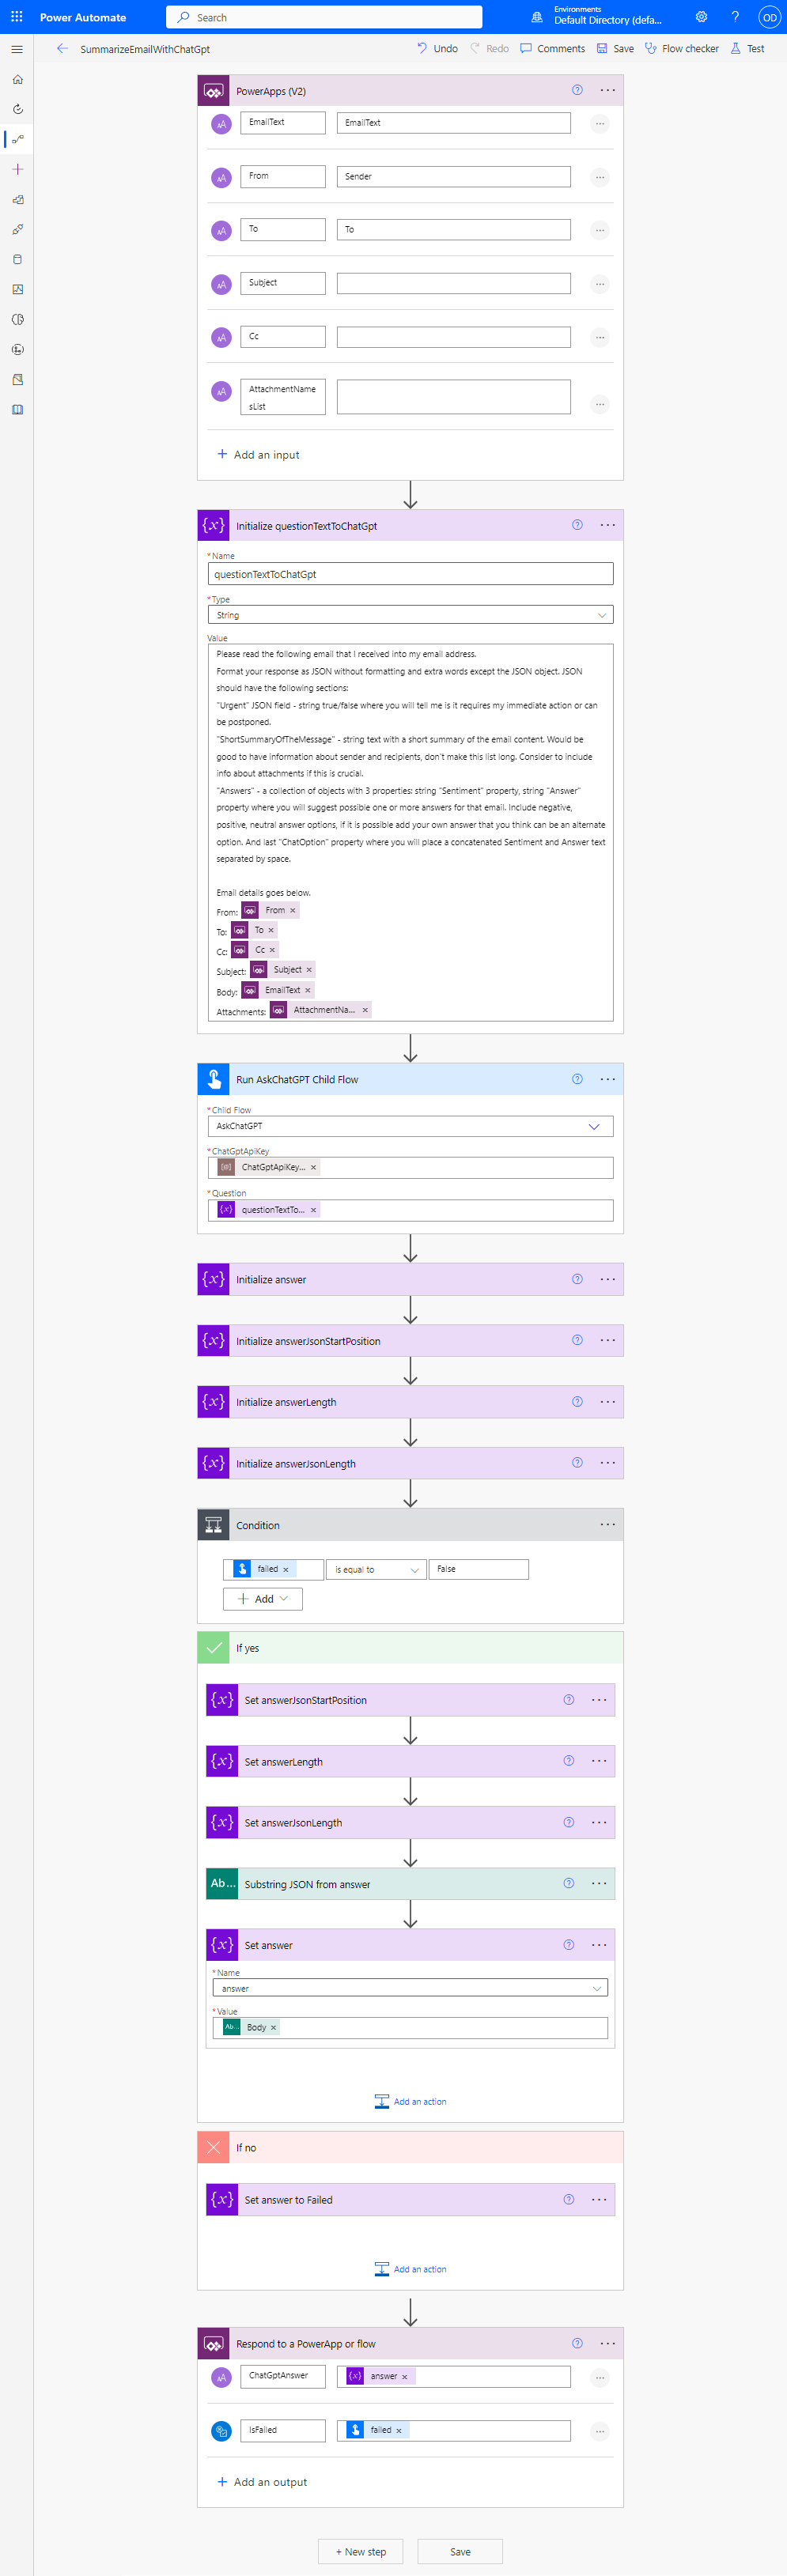 Power Automate
Search
Environments
Default Directory (defa...
OD
SummarizeEmailWithChatGpt
Undo
Redo
Comments
Save
Flow checker
Test
PowerApps (V2)
EmailText
EmailText
From
Sender
To
To
Subject
Cc
AttachmentName
sList
Add an input
Initialize questionTextToChatGpt
*Name
questionTextToChatGpt
*Type
String
Value
Please read the following email that I received into my email address.
Format your response as JSON without formatting and extra words except the JSON object. JSON
should have the following sections:
"Urgent" JSON field - string true/false where you will tell me is it requires my immediate action or can
be postponed.
"ShortSummaryOfTheMessage" - string text with a short summary of the email content. Would be
good to have information about sender and recipients, don't make this list long. Consider to include
info about attachments if this is crucial.
"Answers" - a collection of objects with 3 properties: string "Sentiment" property, string "Answer"
property where you will suggest possible one or more answers for that email. Include negative,
positive, neutral answer options, if it is possible add your own answer that you think can be an alternate
option. And last "ChatOption" property where you will place a concatenated Sentiment and Answer text
separated by space.
Email details goes below.
From: From
To: To
Cc: Cc
Subject: Subject
Body: EmailText
Attachments: AttachmentNa...
Run AskChatGPT Child Flow
*Child Flow
AskChatGPT
*ChatGptApiKey
ChatGptApiKey...
*Question
questionTextTo...
{x} Initialize answer
{x} Initialize answerJsonStartPosition
{x} Initialize answerLength
{x} Initialize answerJsonLength
Condition
failed
is equal to
False
Add
If yes
{x} Set answerJsonStartPosition
{x} Set answerLength
{x} Set answerJsonLength
Ab... Substring JSON from answer
{x} Set answer
*Name
answer
*Value
Ab... Body
Add an action
If no
{x} Set answer to Failed
Add an action
Respond to a PowerApp or flow
ChatGptAnswer
answer
IsFailed
failed
Add an output
+ New step
Save